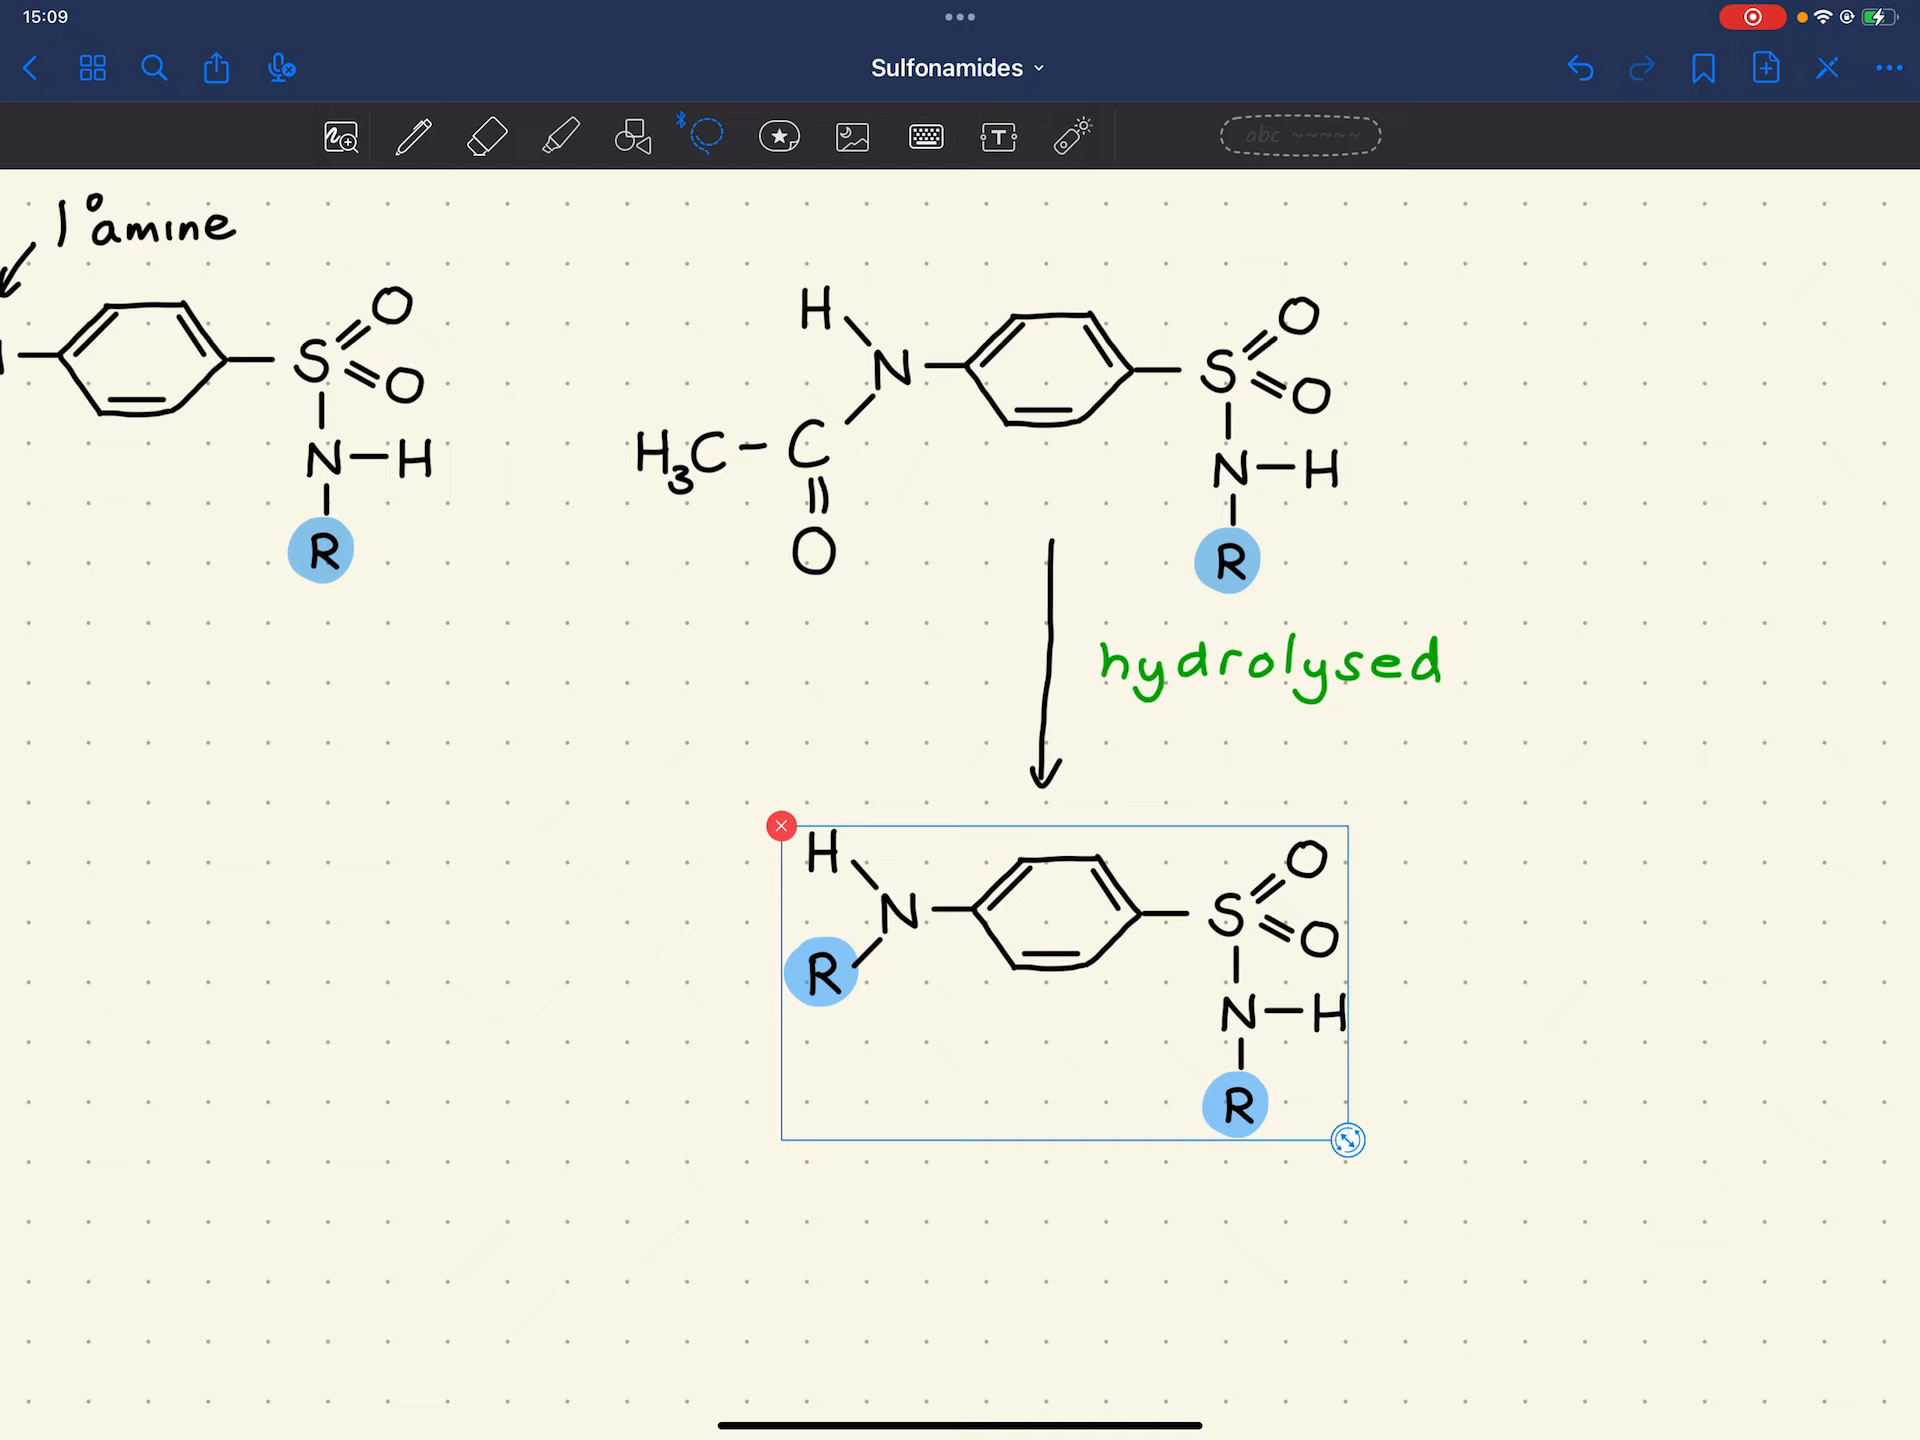 15:09
Sulfonamides
abc
1° amine
S
O
O
N-H
R
H
N
H₃C-C
O
S
O
O
N-H
R
hydrolysed
H
N
R
S
O
O
N-H
R